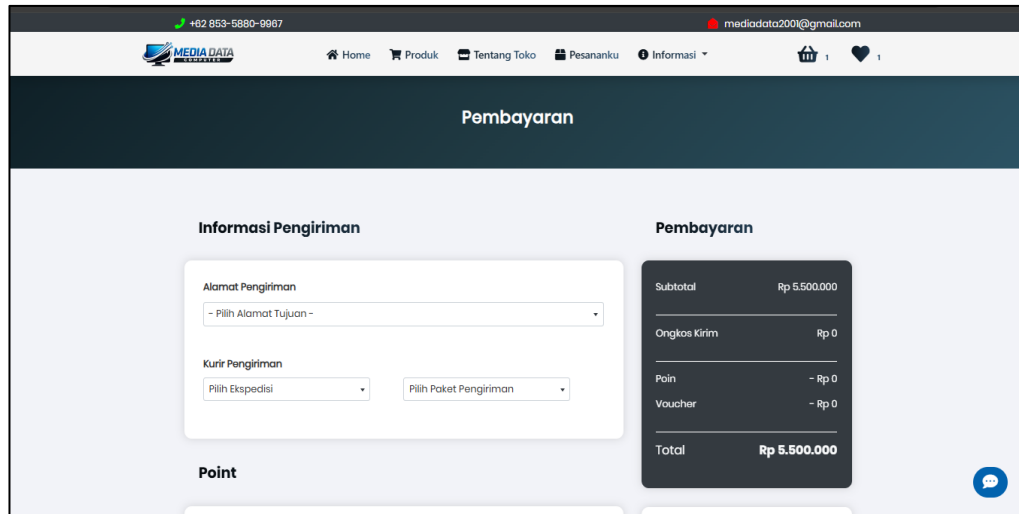 +62 853-5880-9967
mediadata2001@gmail.com
MEDIA DATA
COMPUTER
Home
Produk
Tentang Toko
Pesananku
Informasi
1
1
Pembayaran
Informasi Pengiriman
Alamat Pengiriman
- Pilih Alamat Tujuan -
Kurir Pengiriman
Pilih Ekspedisi
Pilih Paket Pengiriman
Point
Pembayaran
Subtotal Rp 5.500.000
Ongkos Kirim Rp 0
Poin - Rp 0
Voucher - Rp 0
Total Rp 5.500.000